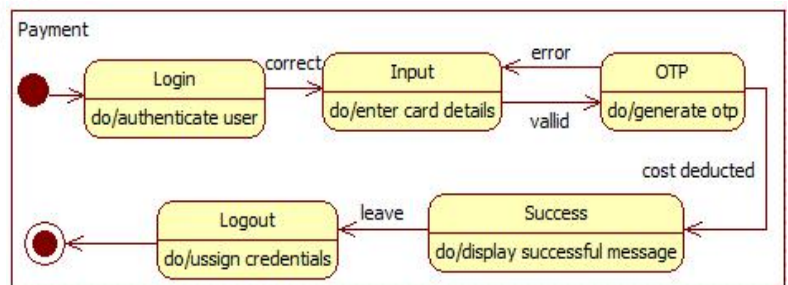 Payment
Login
correct
Input
error
OTP
do/authenticate user
do/enter card details
vallid
do/generate otp
cost deducted
Logout
leave
Success
do/ussign credentials
do/display successful message